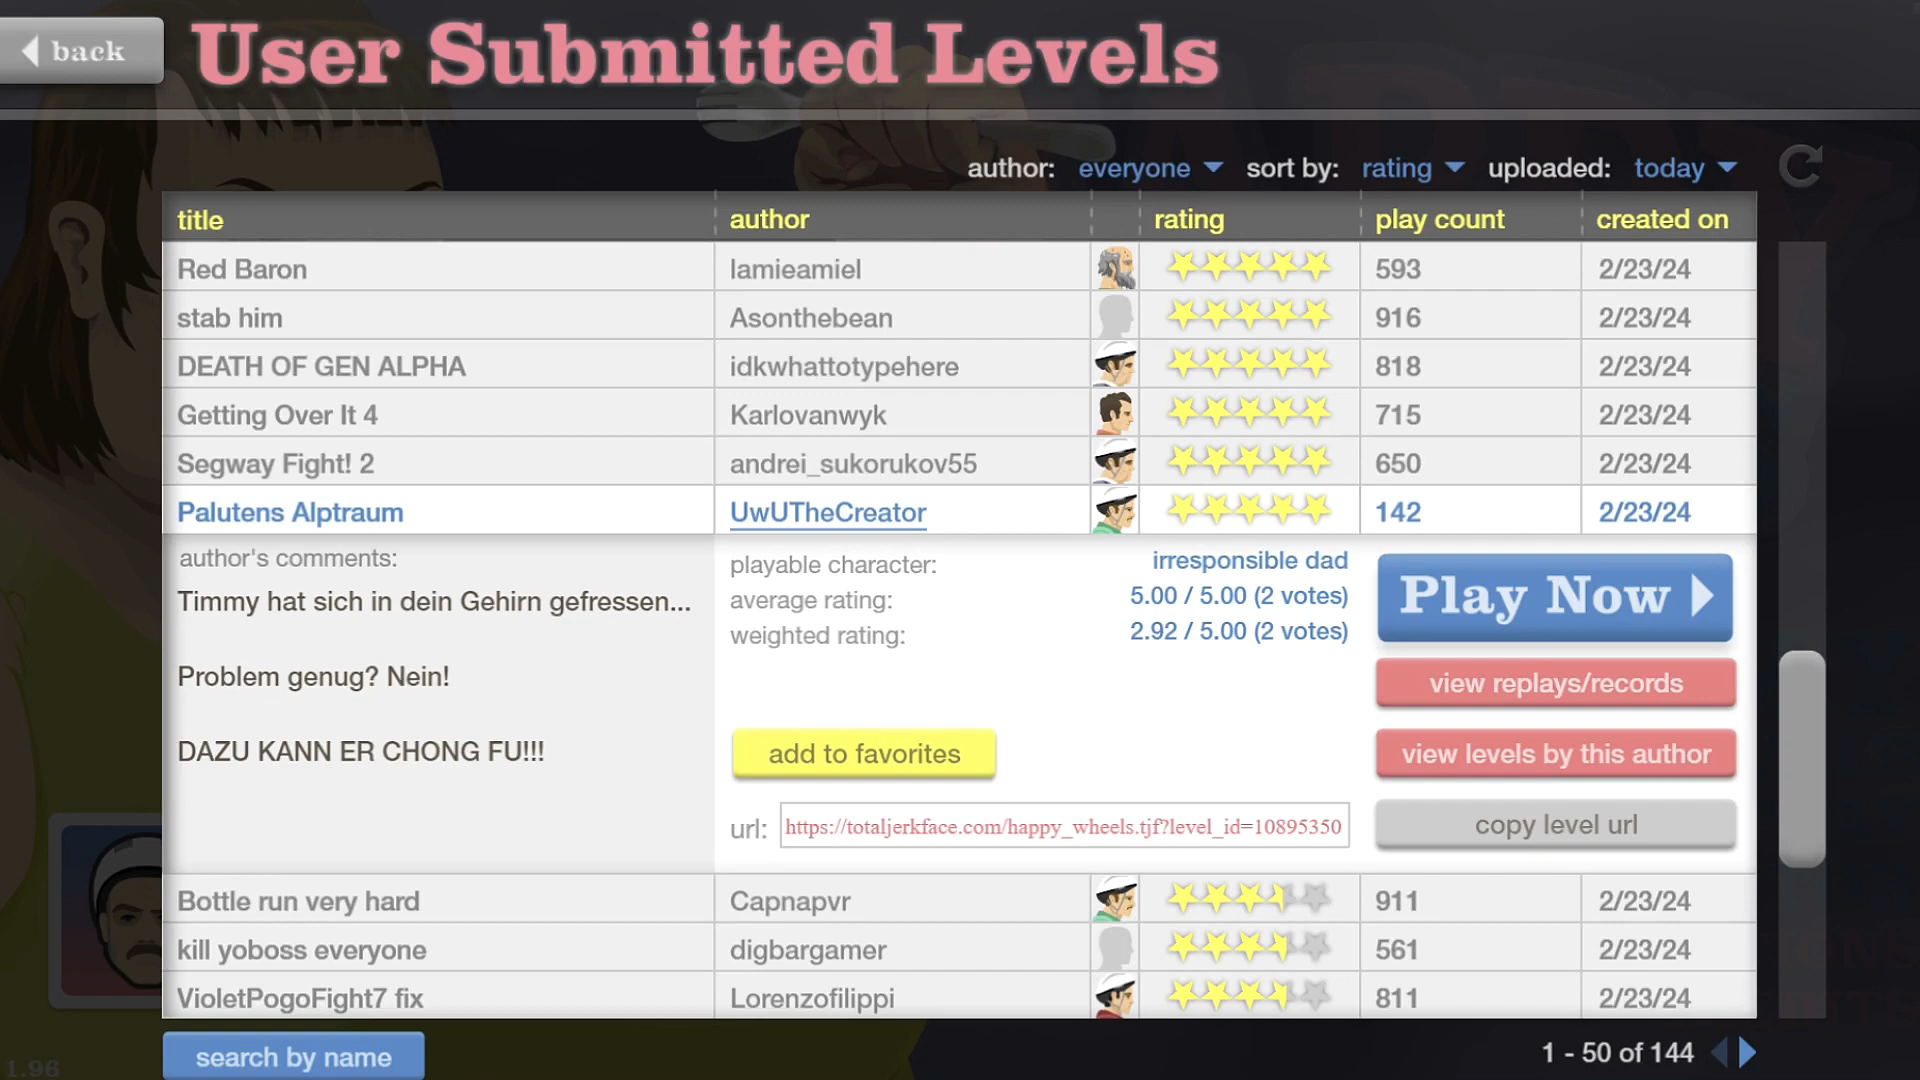 back
User Submitted Levels
author: everyone sort by: rating uploaded: today
title author rating play count created on
Red Baron lamieamiel 593 2/23/24
stab him Asonthebean 916 2/23/24
DEATH OF GEN ALPHA idkwhattotypehere 818 2/23/24
Getting Over It 4 Karlovanwyk 715 2/23/24
Segway Fight! 2 andrei_sukorukov55 650 2/23/24
Palutens Alptraum UwUTheCreator 142 2/23/24
author's comments:
Timmy hat sich in dein Gehirn gefressen...
Problem genug? Nein!
DAZU KANN ER CHONG FU!!!
playable character: irresponsible dad
average rating: 5.00 / 5.00 (2 votes)
weighted rating: 2.92 / 5.00 (2 votes)
add to favorites
url: https://totaljerkface.com/happy_wheels.tjf?level_id=10895350
Play Now
view replays/records
view levels by this author
copy level url
Bottle run very hard Capnapvr 911 2/23/24
kill yoboss everyone digbargamer 561 2/23/24
VioletPogoFight7 fix Lorenzofilippi 811 2/23/24
search by name
1 - 50 of 144
1.96